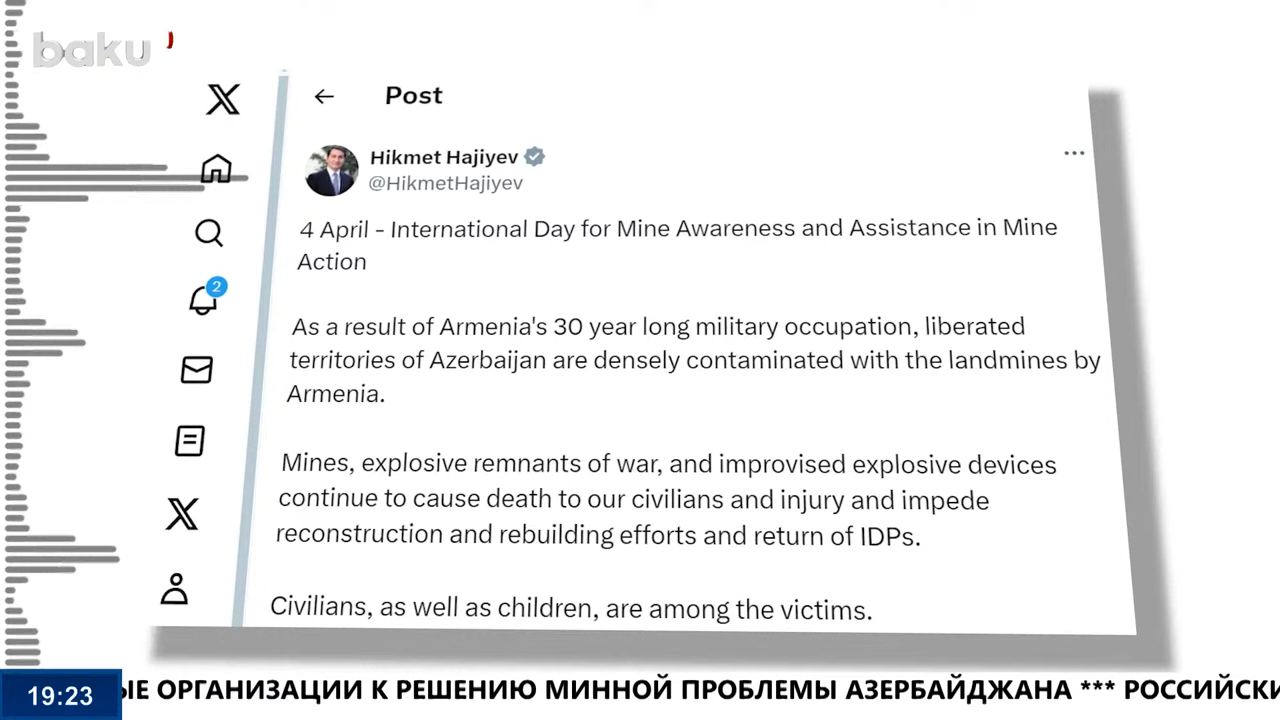 baku
Post
Hikmet Hajiyev
@HikmetHajiyev
4 April - International Day for Mine Awareness and Assistance in Mine
Action
As a result of Armenia's 30 year long military occupation, liberated
territories of Azerbaijan are densely contaminated with the landmines by
Armenia.
Mines, explosive remnants of war, and improvised explosive devices
continue to cause death to our civilians and injury and impede
reconstruction and rebuilding efforts and return of IDPs.
Civilians, as well as children, are among the victims.
2
19:23
ЫЕ ОРГАНИЗАЦИИ К РЕШЕНИЮ МИННОЙ ПРОБЛЕМЫ АЗЕРБАЙДЖАНА *** РОССИЙСКИ